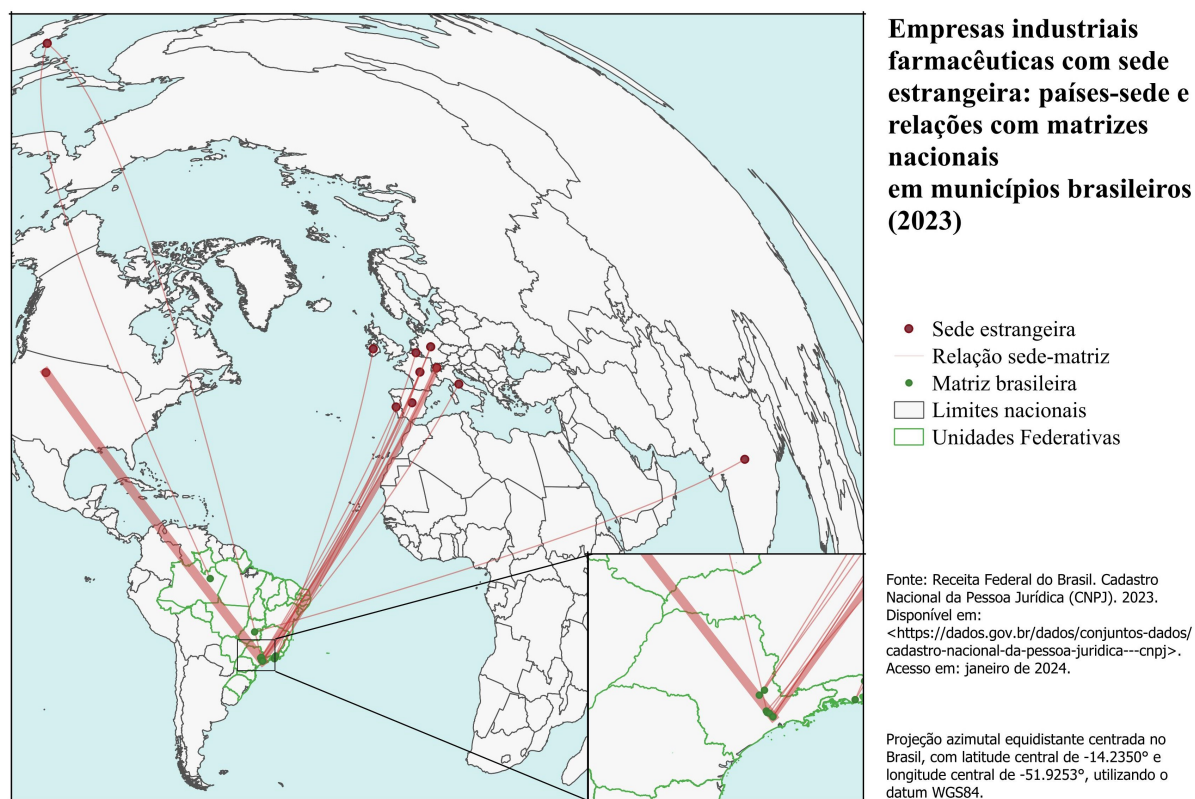 Empresas industriais
farmacêuticas com sede
estrangeira: países-sede e
relações com matrizes
nacionais
em municípios brasileiros
(2023)
Sede estrangeira
Relação sede-matriz
Matriz brasileira
Limites nacionais
Unidades Federativas
Fonte: Receita Federal do Brasil. Cadastro
Nacional da Pessoa Jurídica (CNPJ). 2023.
Disponível em:
<https://dados.gov.br/dados/conjuntos-dados/
cadastro-nacional-da-pessoa-juridica---cnpj>.
Acesso em: janeiro de 2024.
Projeção azimutal equidistante centrada no
Brasil, com latitude central de -14.2350° e
longitude central de -51.9253°, utilizando o
datum WGS84.